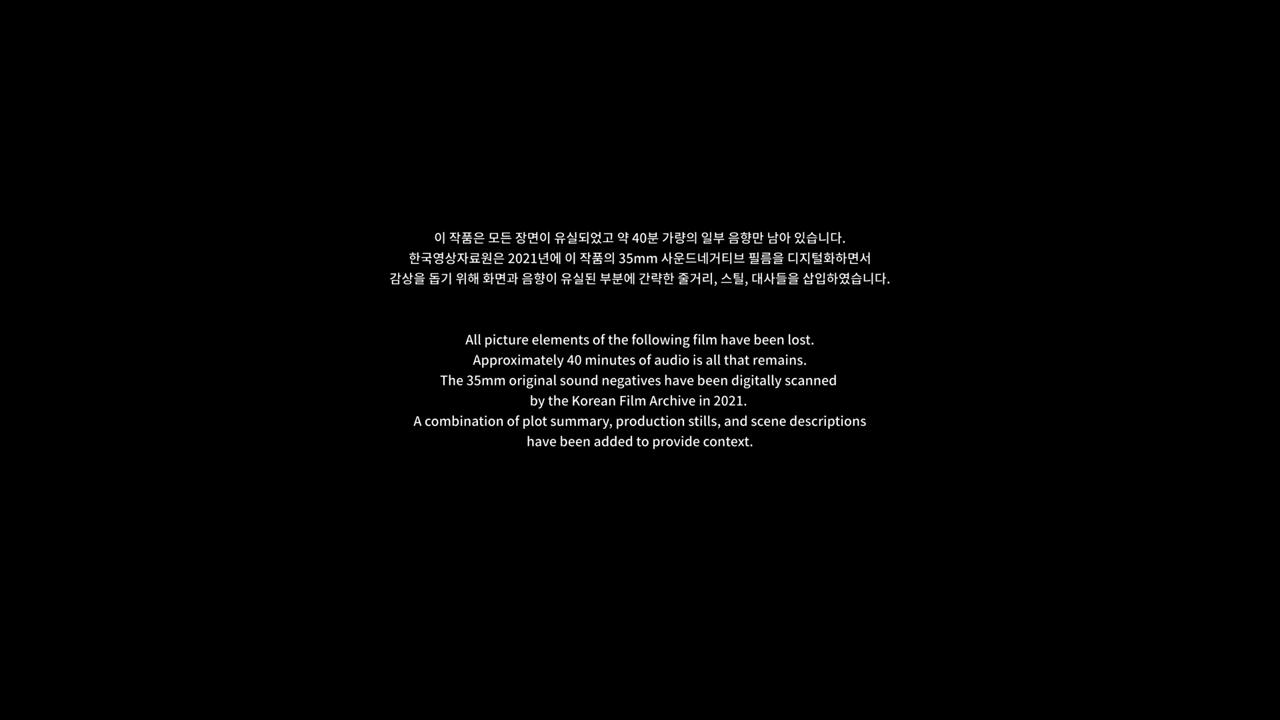 이 작품은 모든 장면이 유실되었고 약 40분 가량의 일부 음향만 남아 있습니다.
한국영상자료원은 2021년에 이 작품의 35mm 사운드네거티브 필름을 디지털화하면서
감상을 돕기 위해 화면과 음향이 유실된 부분에 간략한 줄거리, 스틸, 대사들을 삽입하였습니다.
All picture elements of the following film have been lost.
Approximately 40 minutes of audio is all that remains.
The 35mm original sound negatives have been digitally scanned
by the Korean Film Archive in 2021.
A combination of plot summary, production stills, and scene descriptions
have been added to provide context.